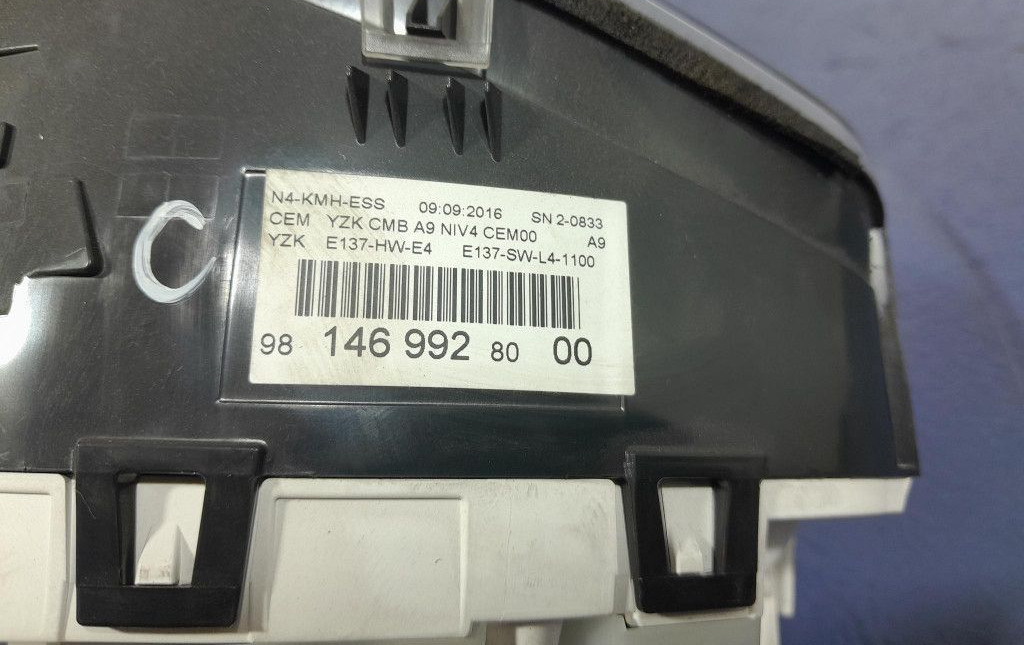 N4-KMH-ESS 09:09:2016 SN 2-0833
CEM YZK CMB A9 NIV4 CEM00 A9
YZK E137-HW-E4 E137-SW-L4-1100
98 146 992 80 00
C